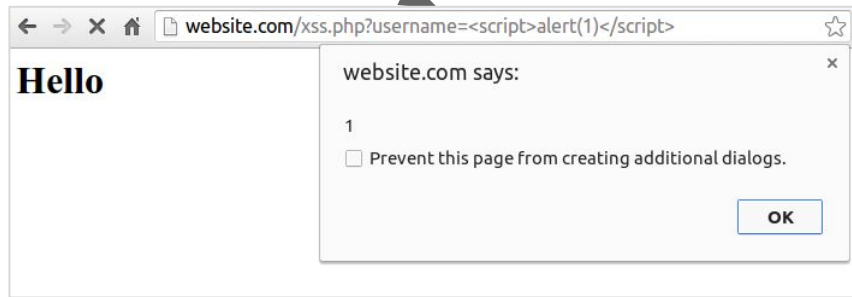 website.com/xss.php?username=<script>alert(1)</script>
Hello
website.com says:
1
Prevent this page from creating additional dialogs.
OK